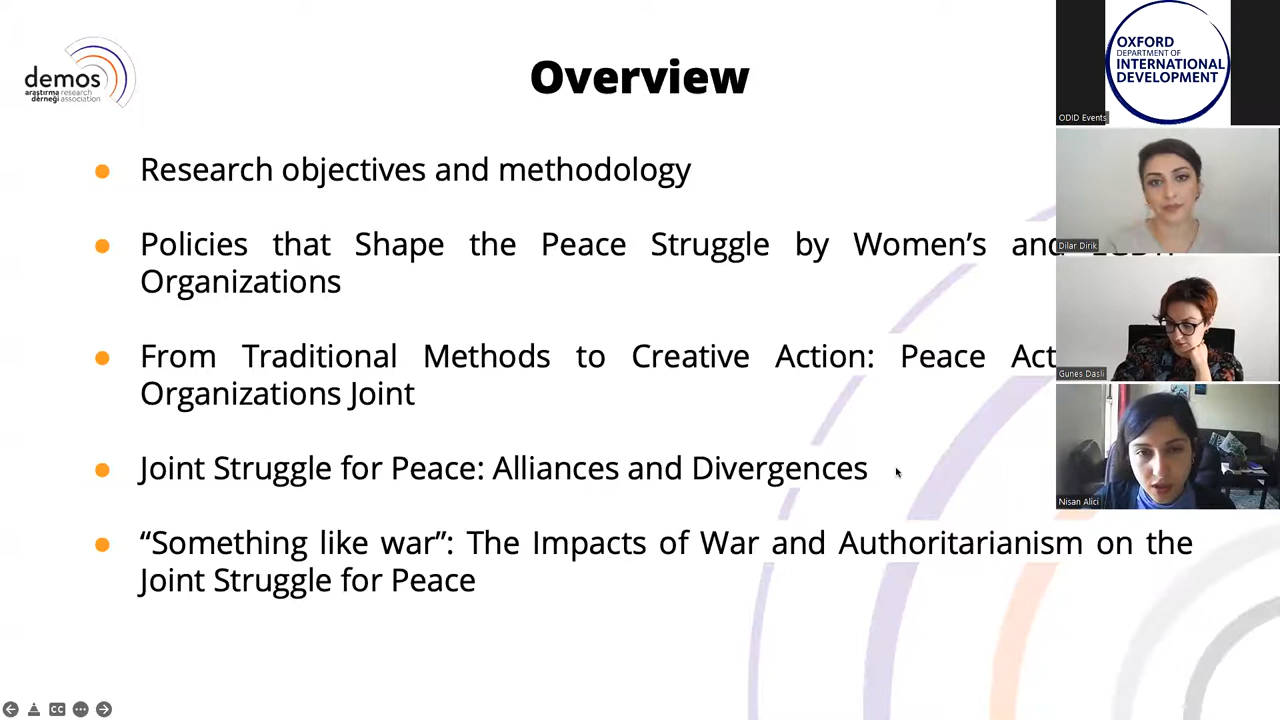 demos
araştırma research
derneği association
Overview
Research objectives and methodology
Policies that Shape the Peace Struggle by Women’s and
Organizations
From Traditional Methods to Creative Action: Peace Act
Organizations Joint
Joint Struggle for Peace: Alliances and Divergences
“Something like war”: The Impacts of War and Authoritarianism on the
Joint Struggle for Peace
OXFORD
DEPARTMENT OF
INTERNATIONAL
DEVELOPMENT
ODID Events
Dilar Dirik
Gunes Dasli
Nisan Alici
CC